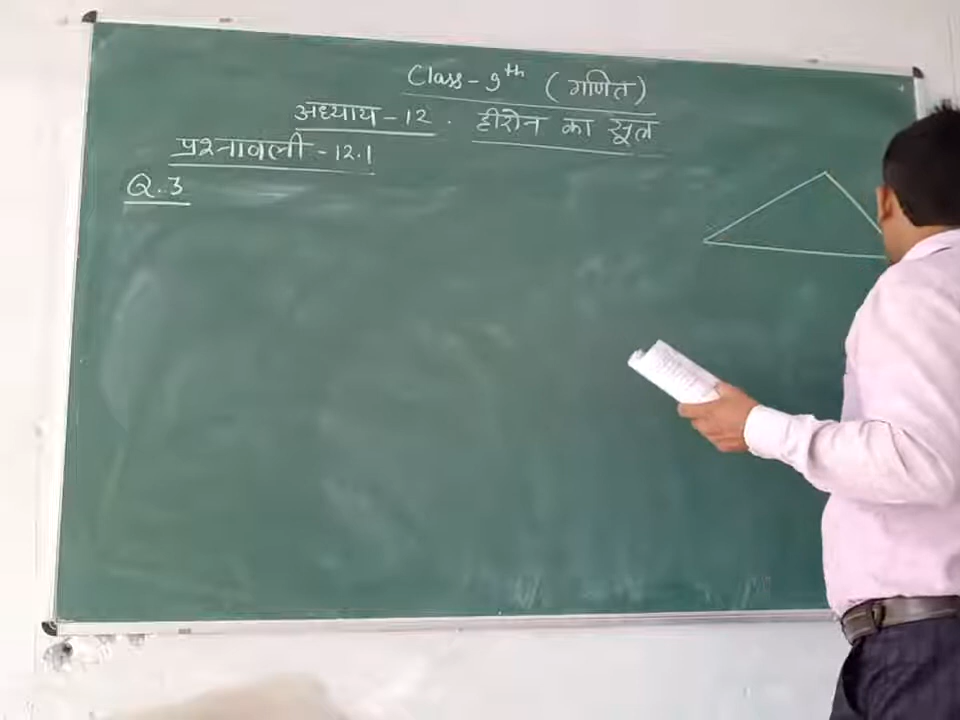 Class - 9th (गणित)
अध्याय - 12 . हीरोन का सूत्र
प्रश्नावली - 12.1
Q. 3